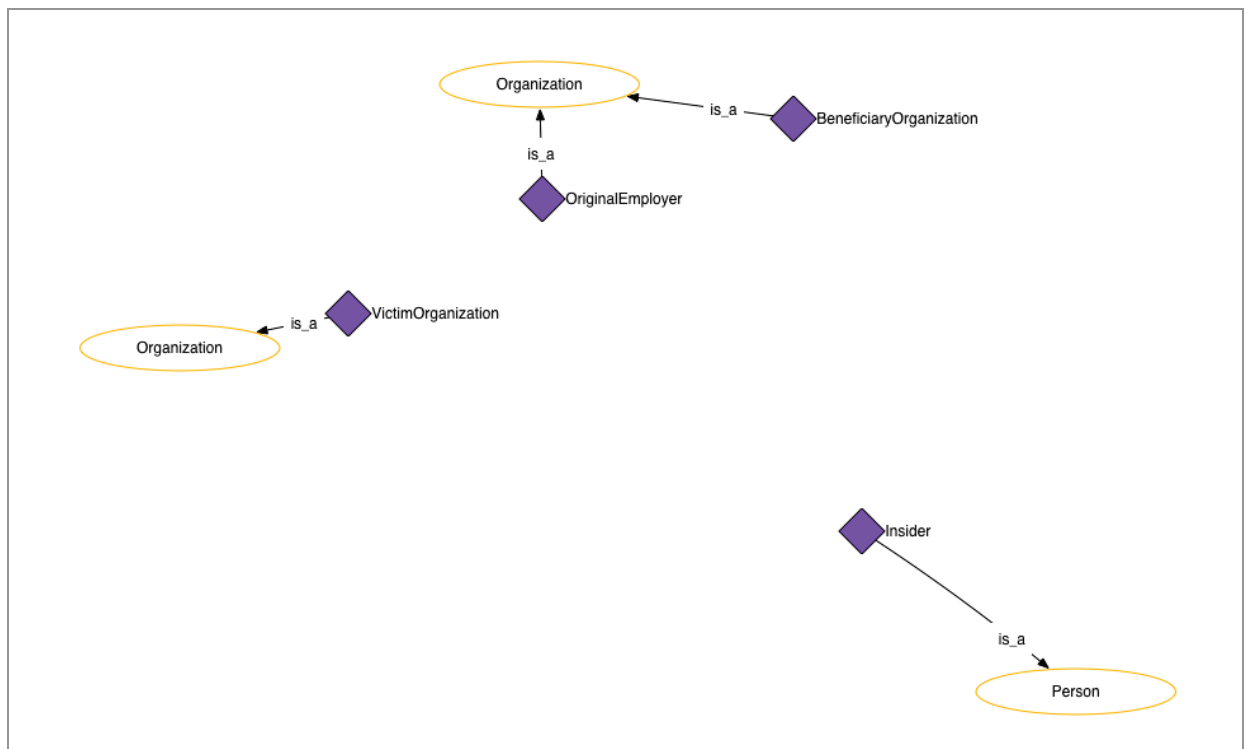 Organization
is_a
BeneficiaryOrganization
is_a
OriginalEmployer
VictimOrganization
is_a
Organization
Insider
is_a
Person